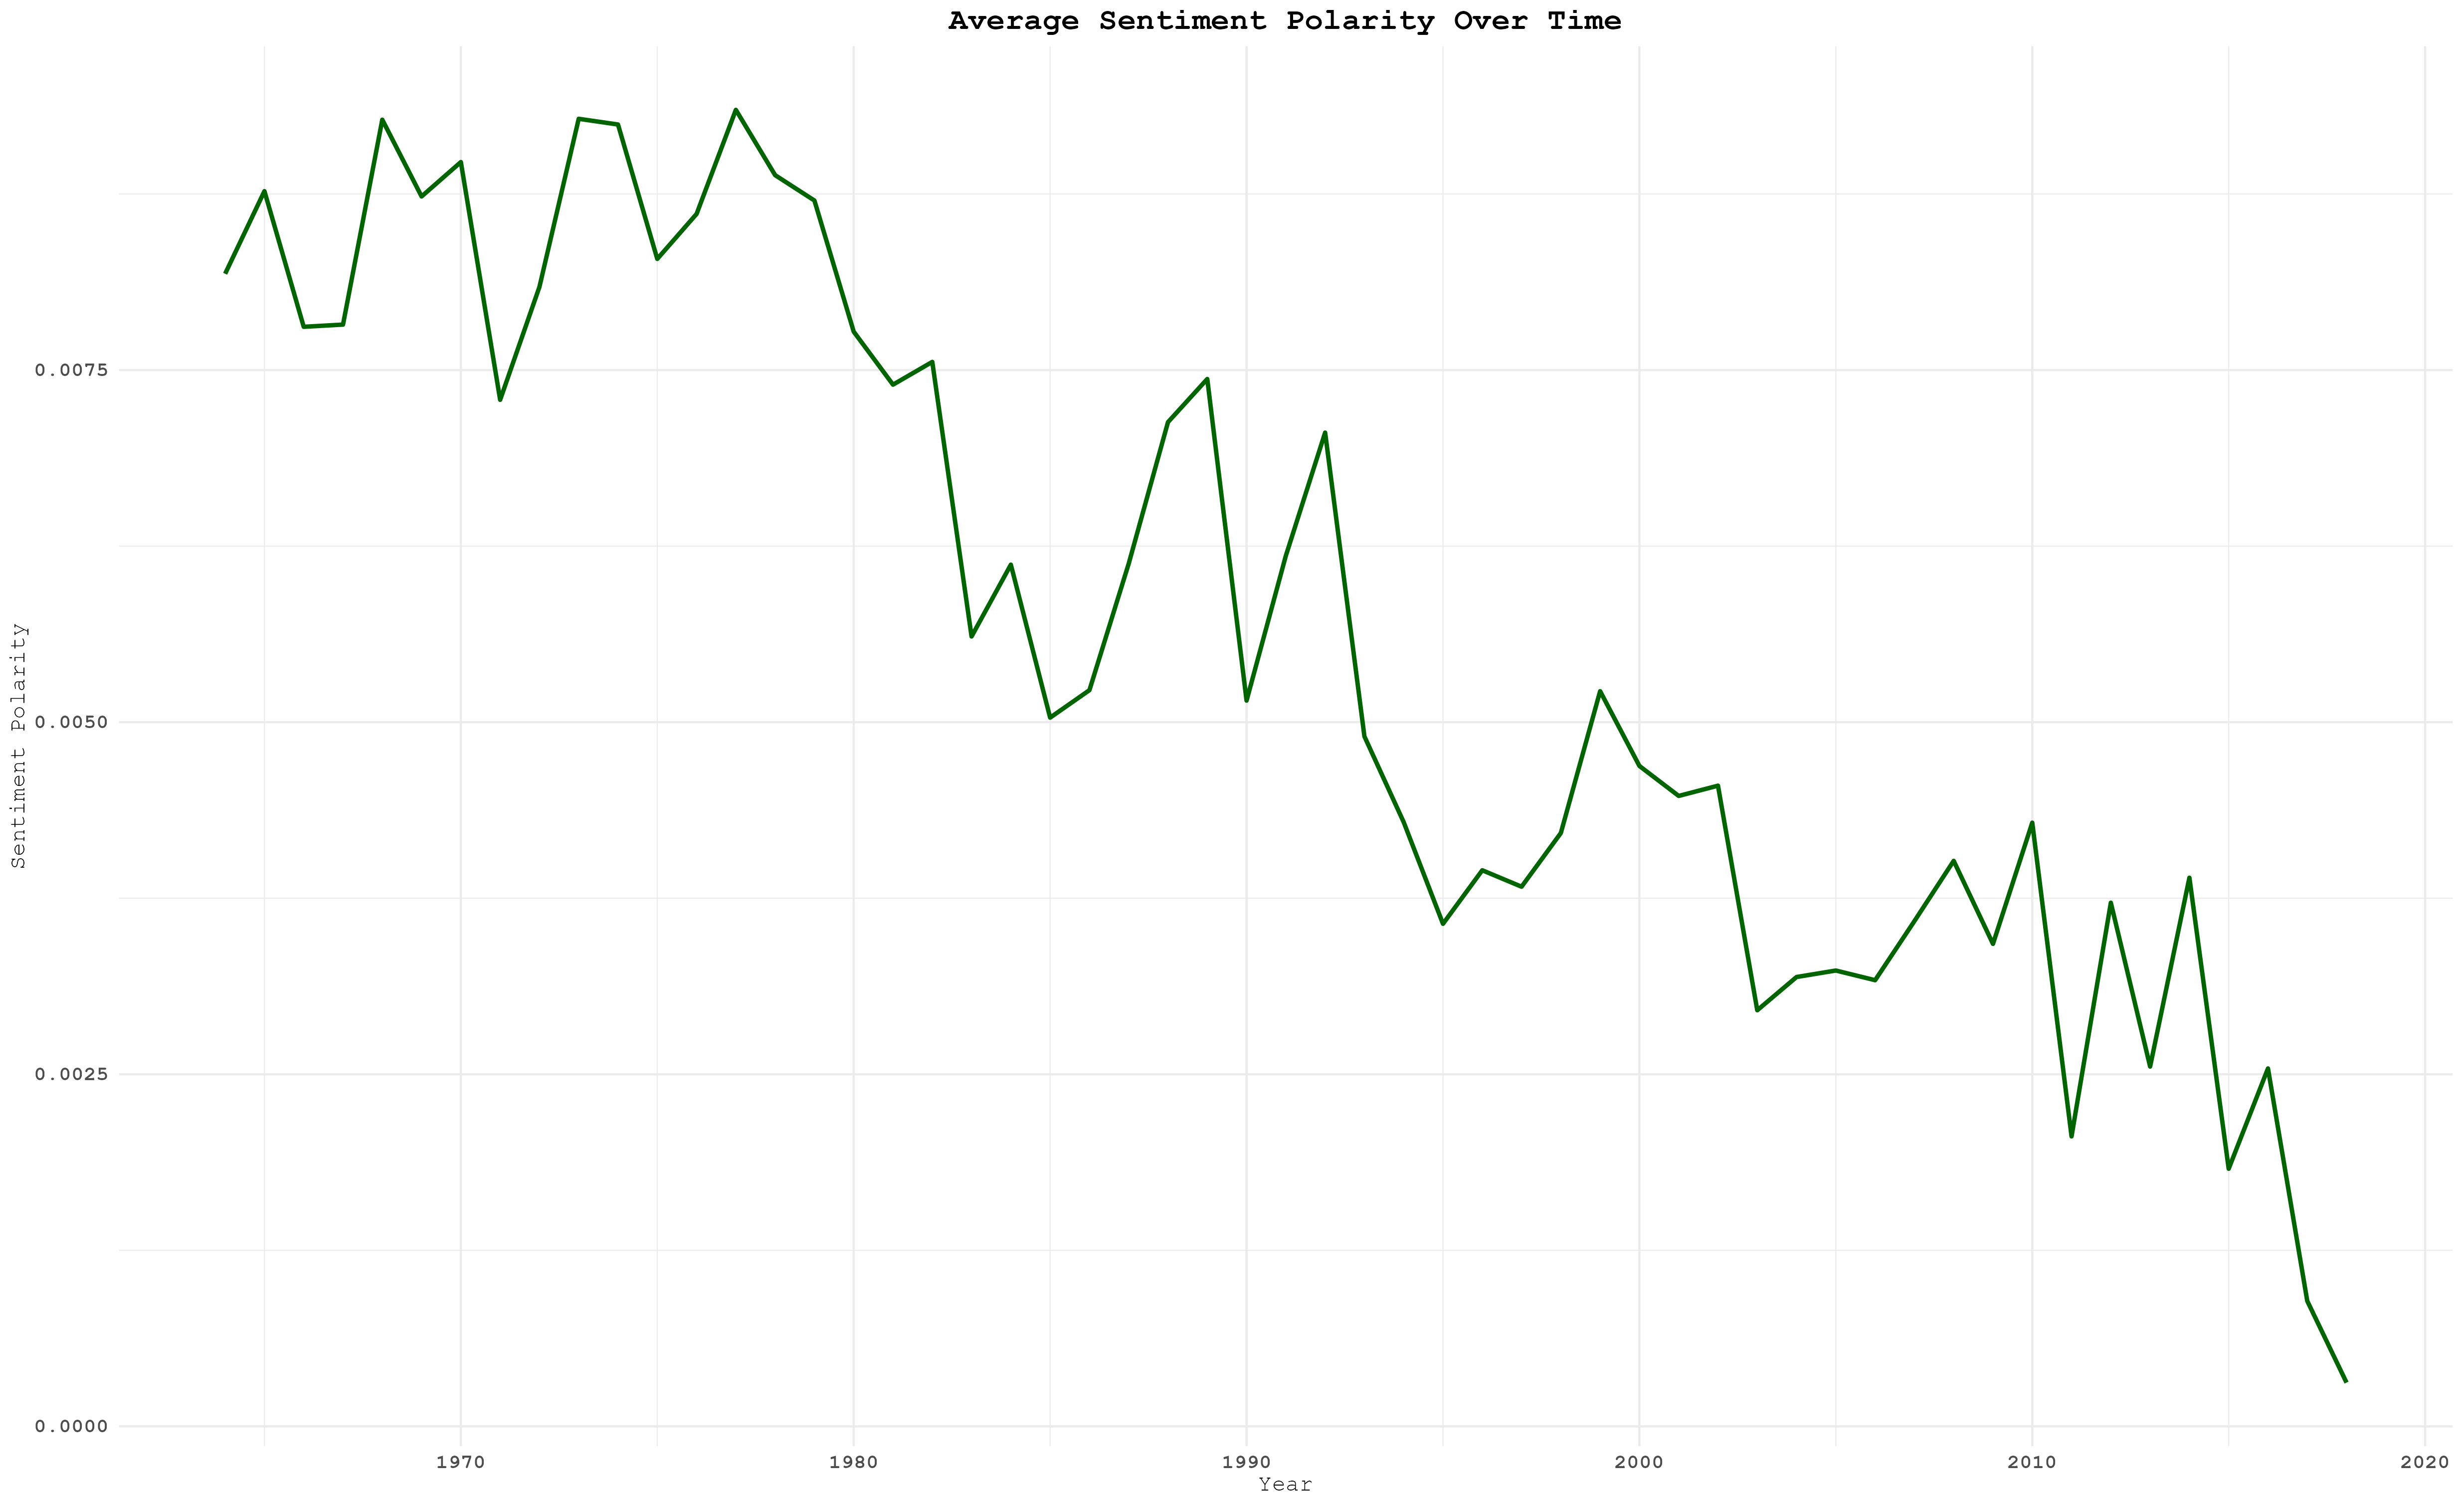 Average Sentiment Polarity Over Time
Sentiment Polarity
0.0075
0.0050
0.0025
0.0000
1970 1980 1990 2000 2010 2020
Year